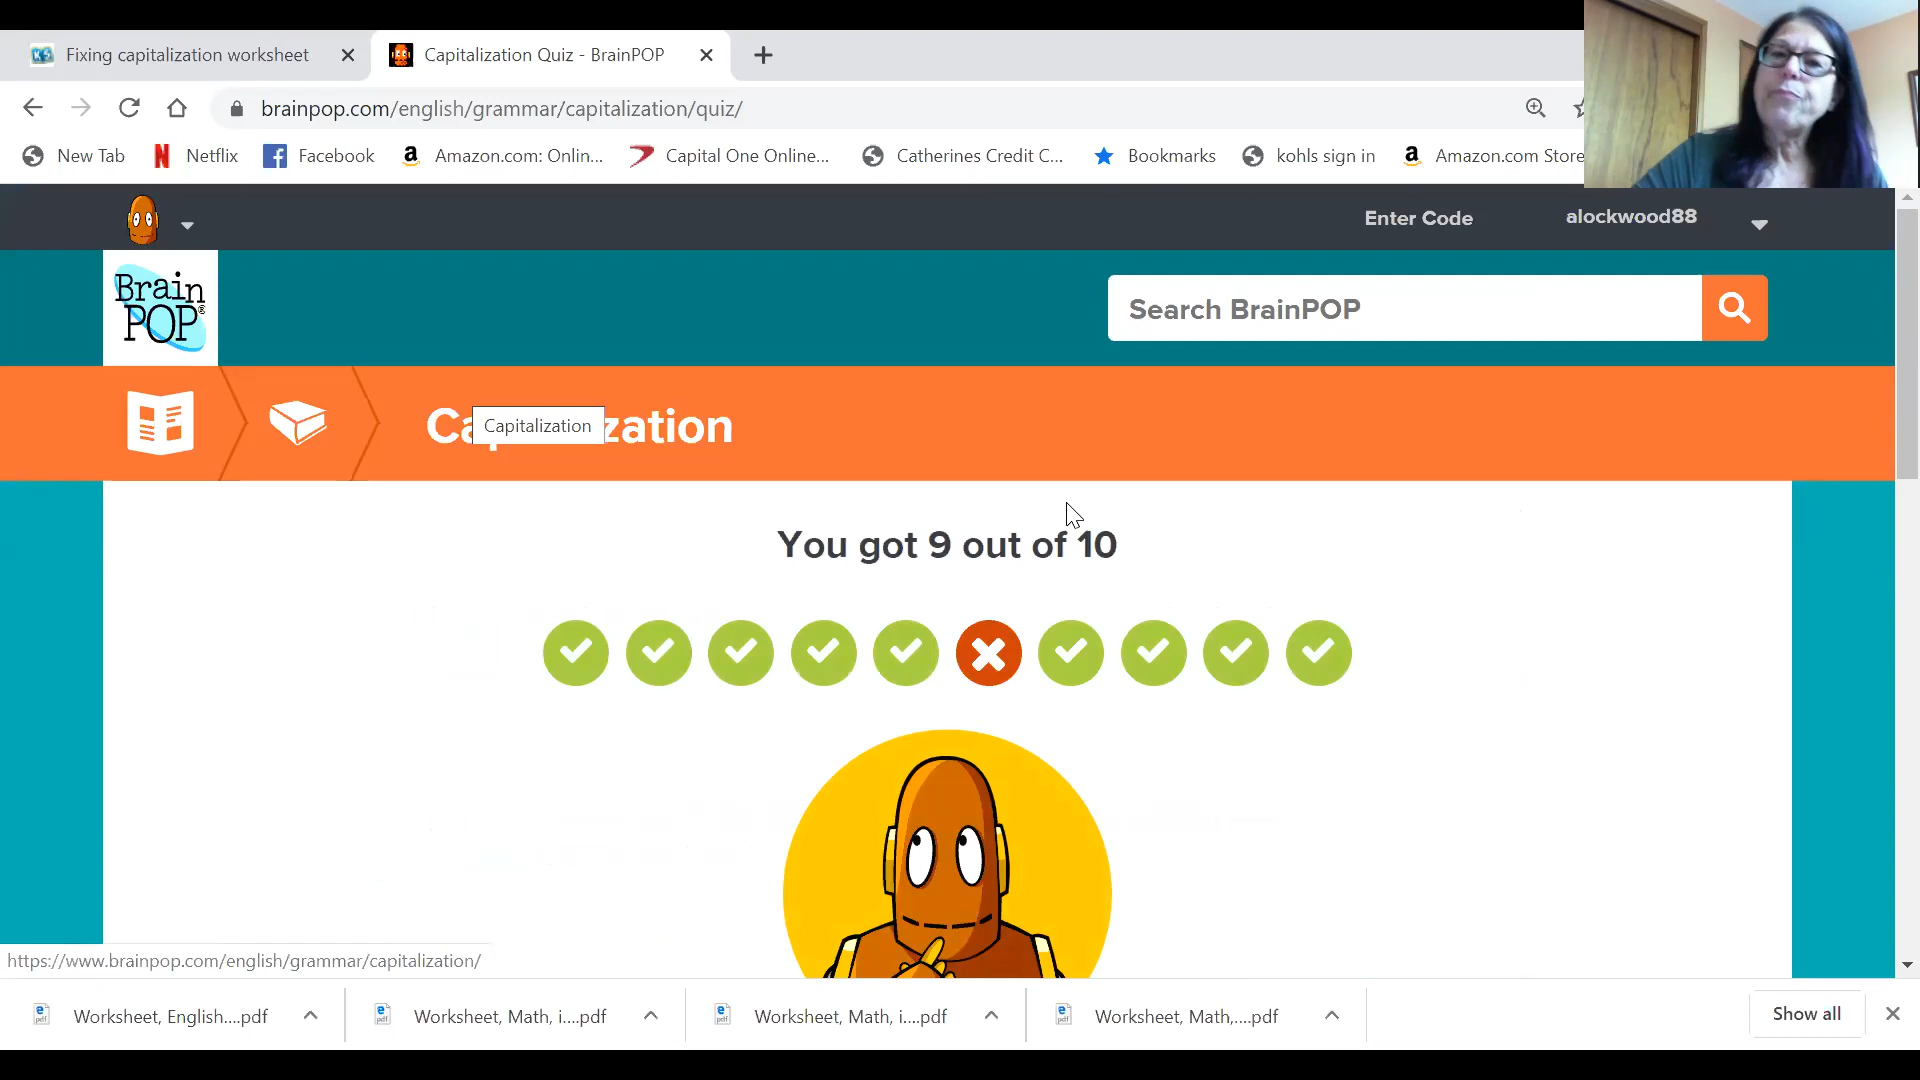 Fixing capitalization worksheet
Capitalization Quiz - BrainPOP
brainpop.com/english/grammar/capitalization/quiz/
New Tab
Netflix
Facebook
Amazon.com: Onlin...
Capital One Online...
Catherines Credit C...
Bookmarks
kohls sign in
Amazon.com Store
Enter Code
alockwood88
Brain
POP®
Search BrainPOP
Capitalization
Capitalization
You got 9 out of 10
https://www.brainpop.com/english/grammar/capitalization/
Worksheet, English....pdf
Worksheet, Math, i....pdf
Worksheet, Math, i....pdf
Worksheet, Math,....pdf
Show all